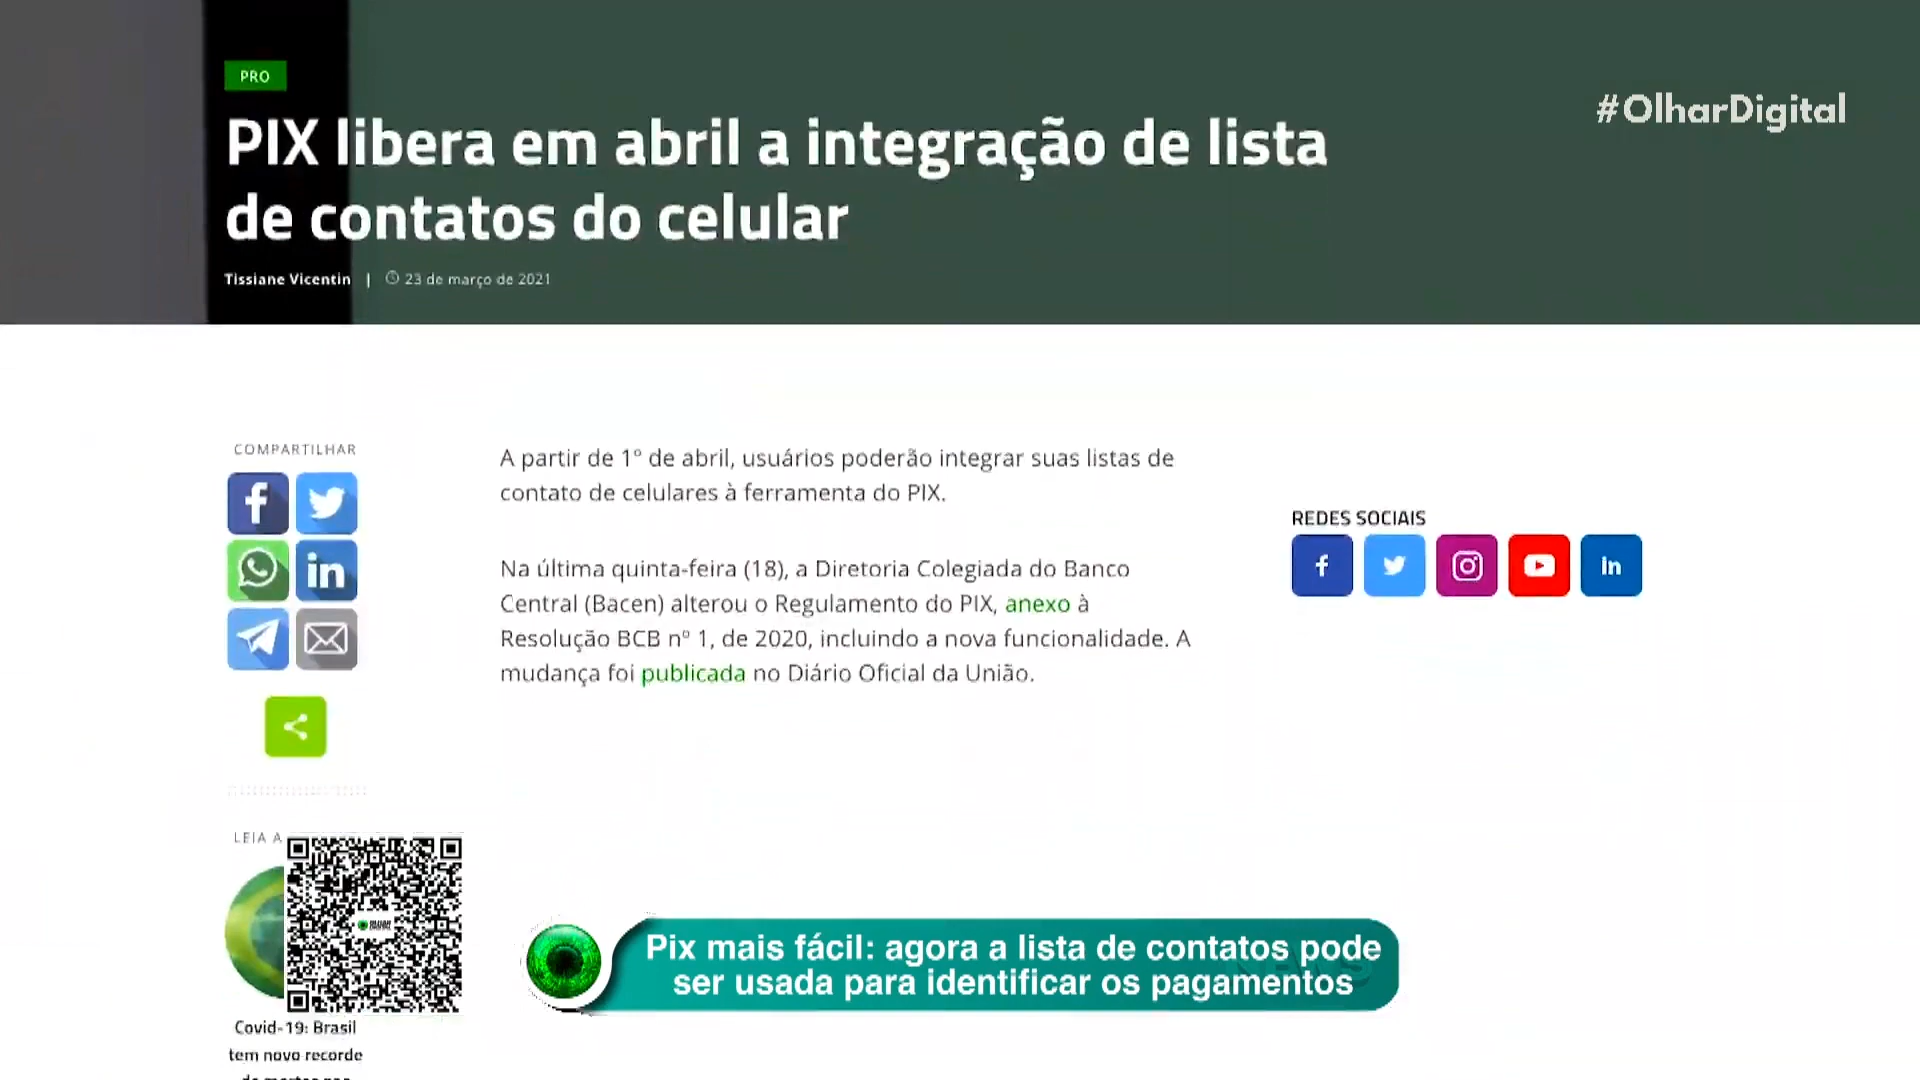 PRO
#OlharDigital
PIX libera em abril a integração de lista
de contatos do celular
Tissiane Vicentin | 23 de março de 2021
COMPARTILHAR
A partir de 1º de abril, usuários poderão integrar suas listas de
contato de celulares à ferramenta do PIX.
REDES SOCIAIS
Na última quinta-feira (18), a Diretoria Colegiada do Banco
Central (Bacen) alterou o Regulamento do PIX, anexo à
Resolução BCB nº 1, de 2020, incluindo a nova funcionalidade. A
mudança foi publicada no Diário Oficial da União.
LEIA A
Pix mais fácil: agora a lista de contatos pode
ser usada para identificar os pagamentos
Covid-19: Brasil
tem novo recorde